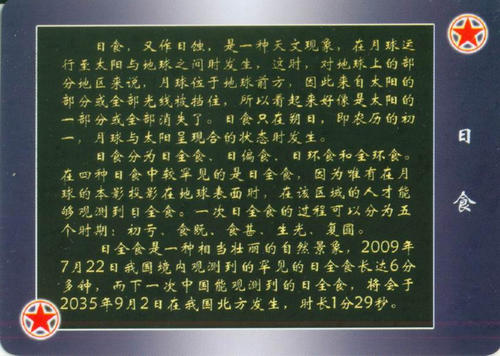 日食，又作日蚀，是一种天文现象，在月球运
行至太阳与地球之间时发生，这时，对地球上的部
分地区来说，月球位于地球前方，因此来自太阳的
部分或全部光线被挡住，所以看起来好像是太阳的
一部分或全部消失了。日食只在朔日，即农历的初
一，月球与太阳呈现合的状态时发生。
日食分为日全食、日偏食、日环食和全环食。
在四种日食中较罕见的是日全食，因为唯有在月
球的本影投影在地球表面时，在该区域的人才能
够观测到日全食。一次日全食的过程可以分为五
个时期：初亏、食既、食甚、生光、复圆。
日全食是一种相当壮丽的自然景象，2009年
7月22日我国境内观测到的罕见的日全食长达6分
多种，而下一次中国能观测到的日全食，将会于
2035年9月2日在我国北方发生，时长1分29秒。
日食